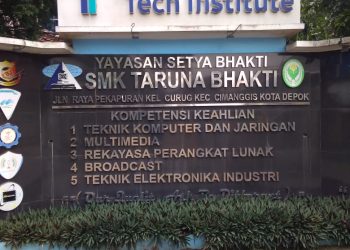 Tech Institute
YAYASAN SETYA BHAKTI
SMK TARUNA BHAKTI
JLN. RAYA PEKAPURAN KEL. CURUG KEC. CIMANGGIS KOTA DEPOK
KOMPETENSI KEAHLIAN
1 TEKNIK KOMPUTER DAN JARINGAN
2 MULTIMEDIA
3 REKAYASA PERANGKAT LUNAK
4 BROADCAST
5 TEKNIK ELEKTRONIKA INDUSTRI